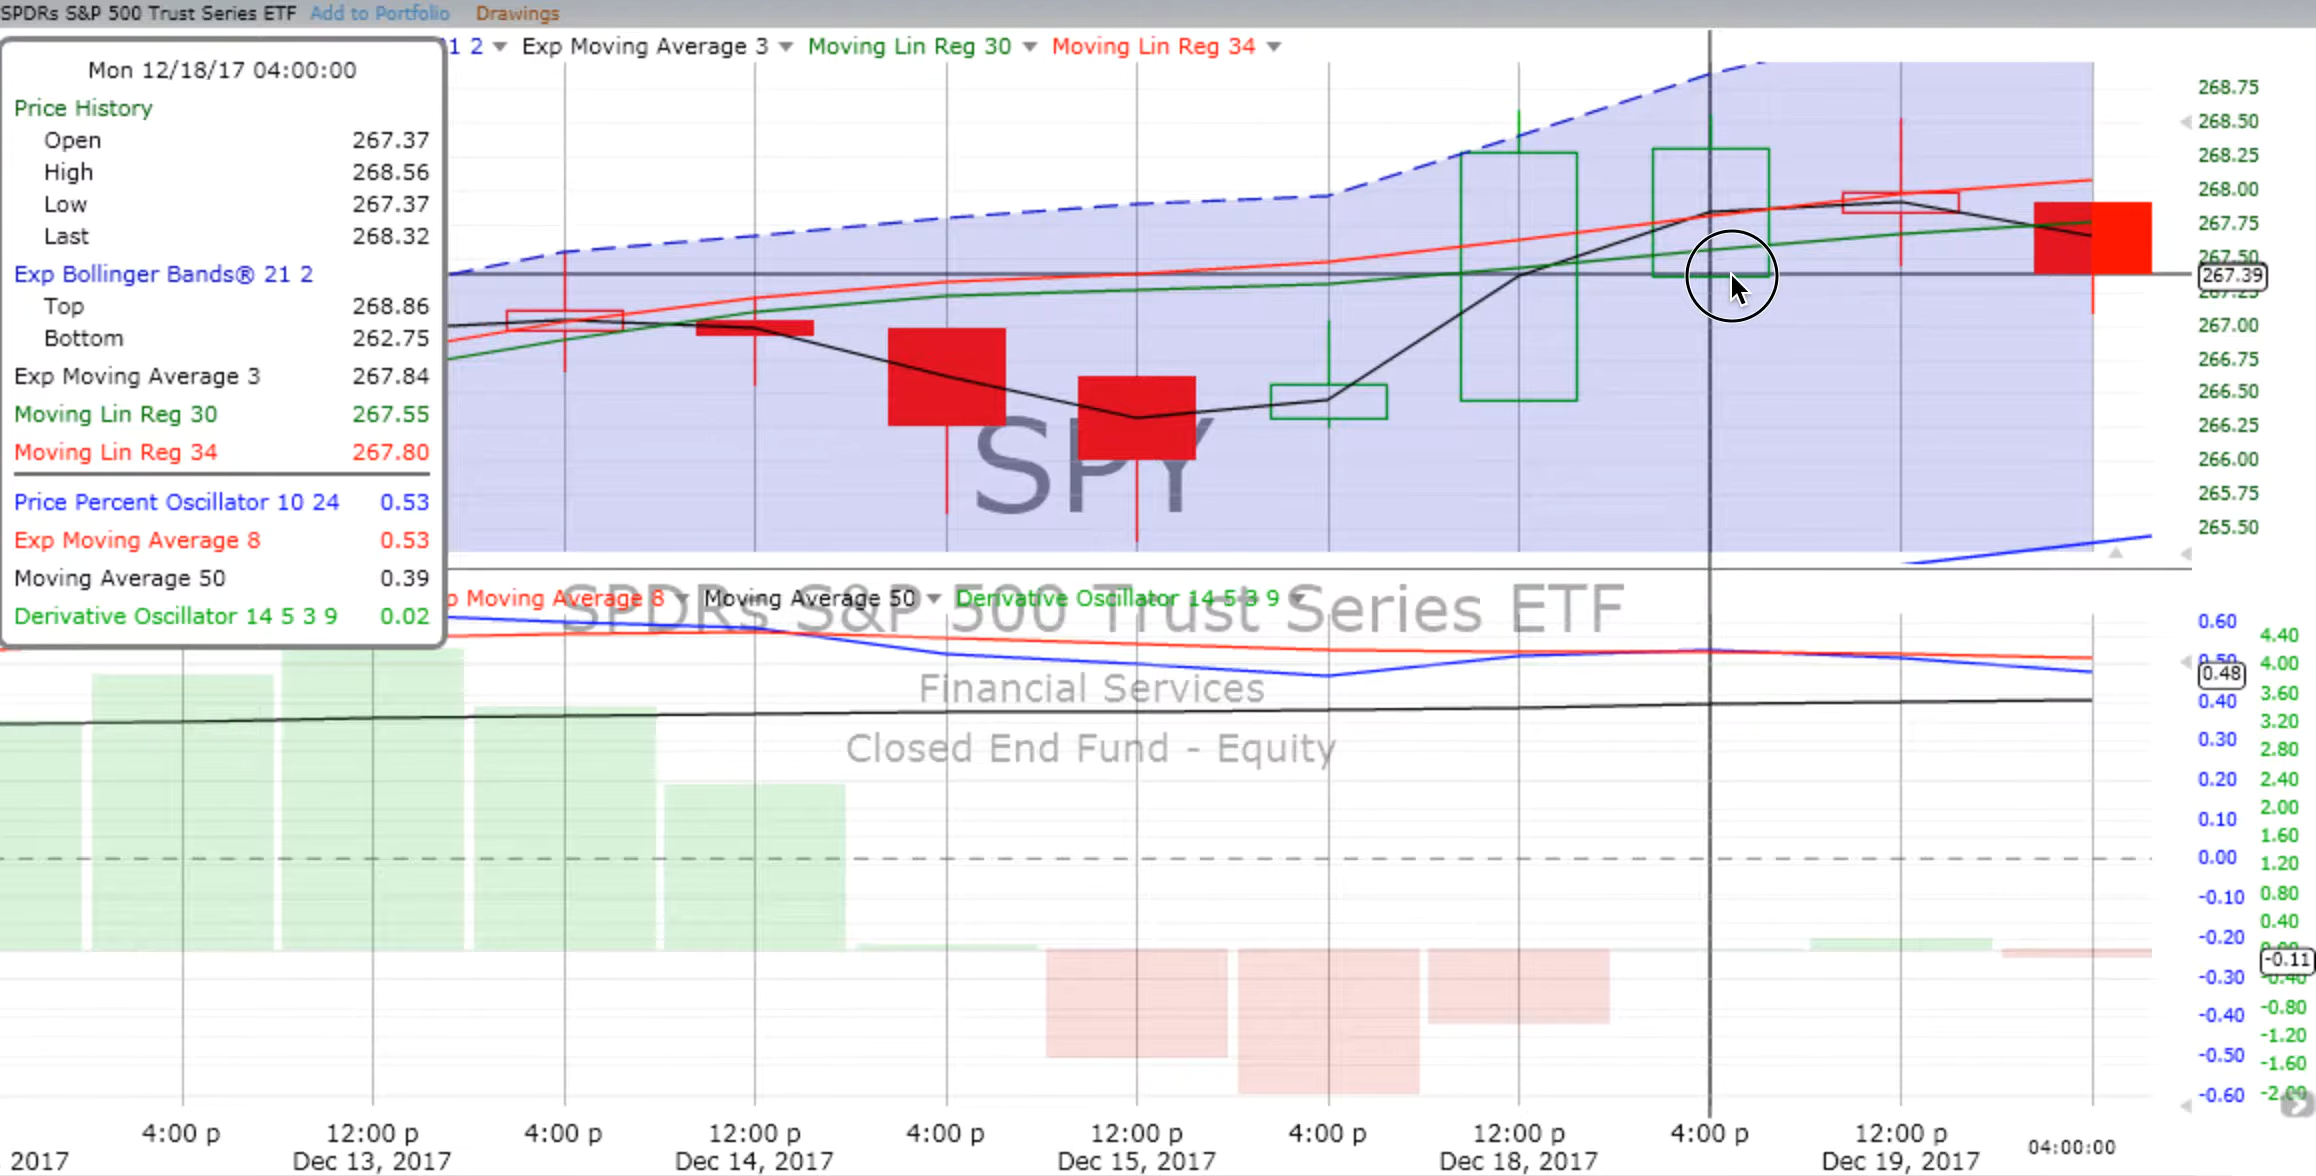 SPDRs S&P 500 Trust Series ETF Add to Portfolio Drawings
21 2 Exp Moving Average 3 Moving Lin Reg 30 Moving Lin Reg 34
Mon 12/18/17 04:00:00
Price History
Open 267.37
High 268.56
Low 267.37
Last 268.32
Exp Bollinger Bands® 21 2
Top 268.86
Bottom 262.75
Exp Moving Average 3 267.84
Moving Lin Reg 30 267.55
Moving Lin Reg 34 267.80
Price Percent Oscillator 10 24 0.53
Exp Moving Average 8 0.53
Moving Average 50 0.39
Derivative Oscillator 14 5 3 9 0.02
268.75
268.50
268.25
268.00
267.75
267.50
267.39
267.25
267.00
266.75
266.50
266.25
266.00
265.75
265.50
SPY
Moving Average 8 Moving Average 50 Derivative Oscillator 14 5 3 9
SPDRs S&P 500 Trust Series ETF
Financial Services
Closed End Fund - Equity
0.60
0.50
0.48
0.40
0.30
0.20
0.10
0.00
-0.10
-0.20
-0.30
-0.40
-0.50
-0.60
4.40
4.00
3.60
3.20
2.80
2.40
2.00
1.60
1.20
0.80
0.40
-0.11
-0.40
-0.80
-1.20
-1.60
-2.00
4:00 p 12:00 p 4:00 p 12:00 p 4:00 p 12:00 p 4:00 p 12:00 p 4:00 p 12:00 p 04:00:00
2017 Dec 13, 2017 Dec 14, 2017 Dec 15, 2017 Dec 18, 2017 Dec 19, 2017